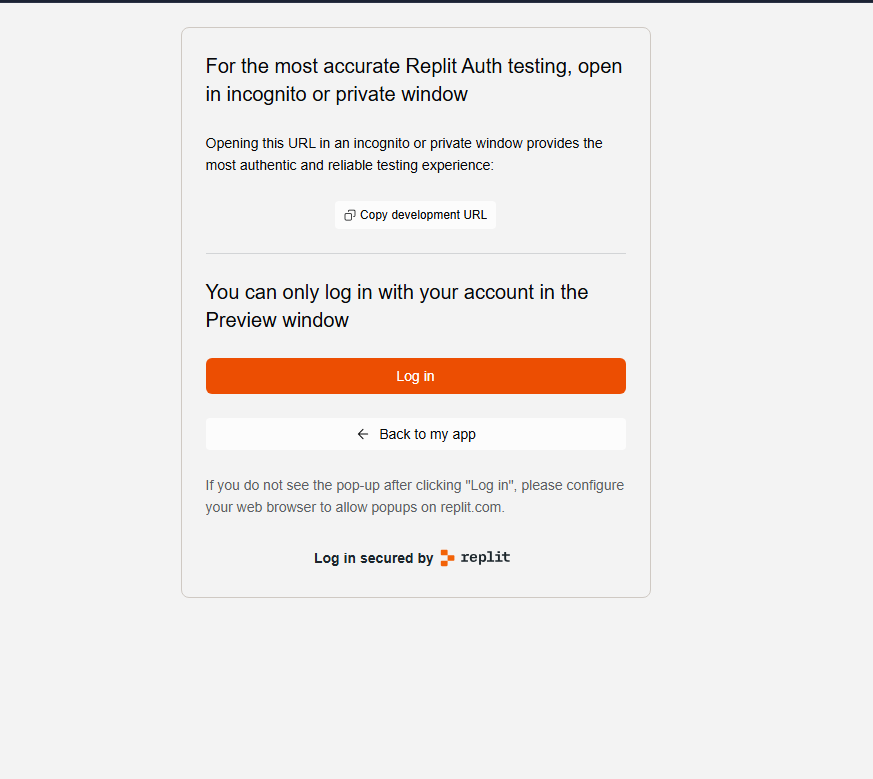 For the most accurate Replit Auth testing, open
in incognito or private window
Opening this URL in an incognito or private window provides the
most authentic and reliable testing experience:
Copy development URL
You can only log in with your account in the
Preview window
Log in
Back to my app
If you do not see the pop-up after clicking "Log in", please configure
your web browser to allow popups on replit.com.
Log in secured by replit